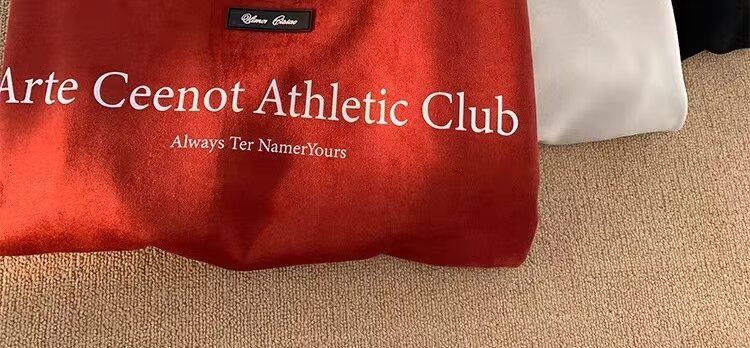 Arte Ceenot Athletic Club
Always Ter NamerYours